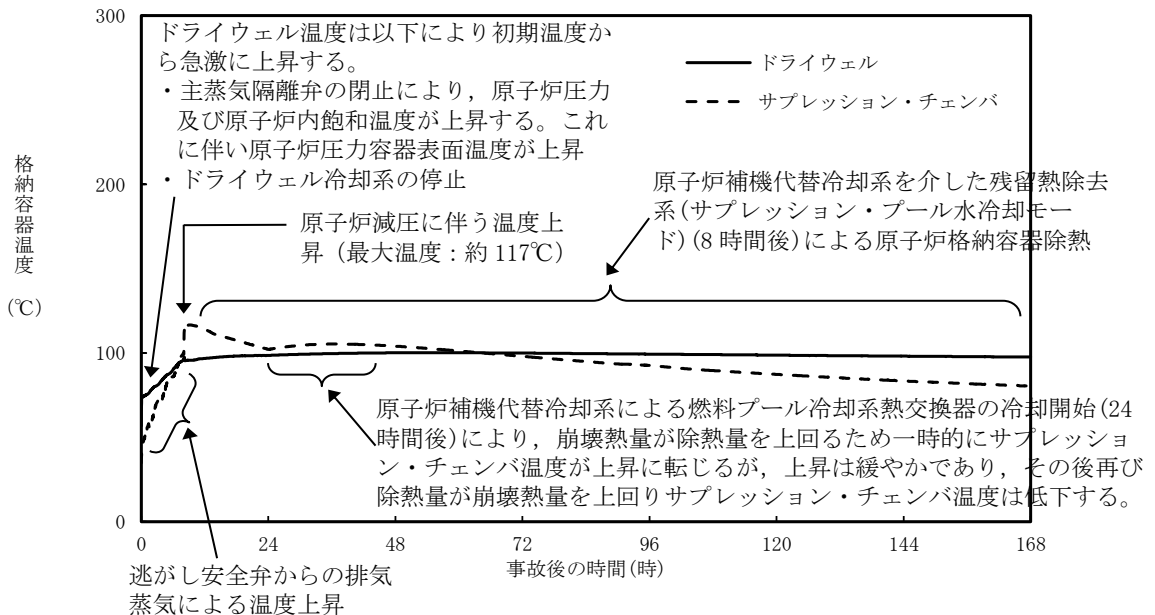 300
200
100
0
格納容器温度
(℃)
ドライウェル温度は以下により初期温度か
ら急激に上昇する。
・主蒸気隔離弁の閉止により，原子炉圧力
及び原子炉内飽和温度が上昇する。これ
に伴い原子炉圧力容器表面温度が上昇
・ドライウェル冷却系の停止
ドライウェル
サプレッション・チェンバ
原子炉減圧に伴う温度上
昇（最大温度：約 117℃）
原子炉補機代替冷却系を介した残留熱除去
系(サプレッション・プール水冷却モー
ド)(8 時間後)による原子炉格納容器除熱
原子炉補機代替冷却系による燃料プール冷却系熱交換器の冷却開始(24
時間後)により，崩壊熱量が除熱量を上回るため一時的にサプレッショ
ン・チェンバ温度が上昇に転じるが，上昇は緩やかであり，その後再び
除熱量が崩壊熱量を上回りサプレッション・チェンバ温度は低下する。
0 24 48 72 96 120 144 168
事故後の時間(時)
逃がし安全弁からの排気
蒸気による温度上昇